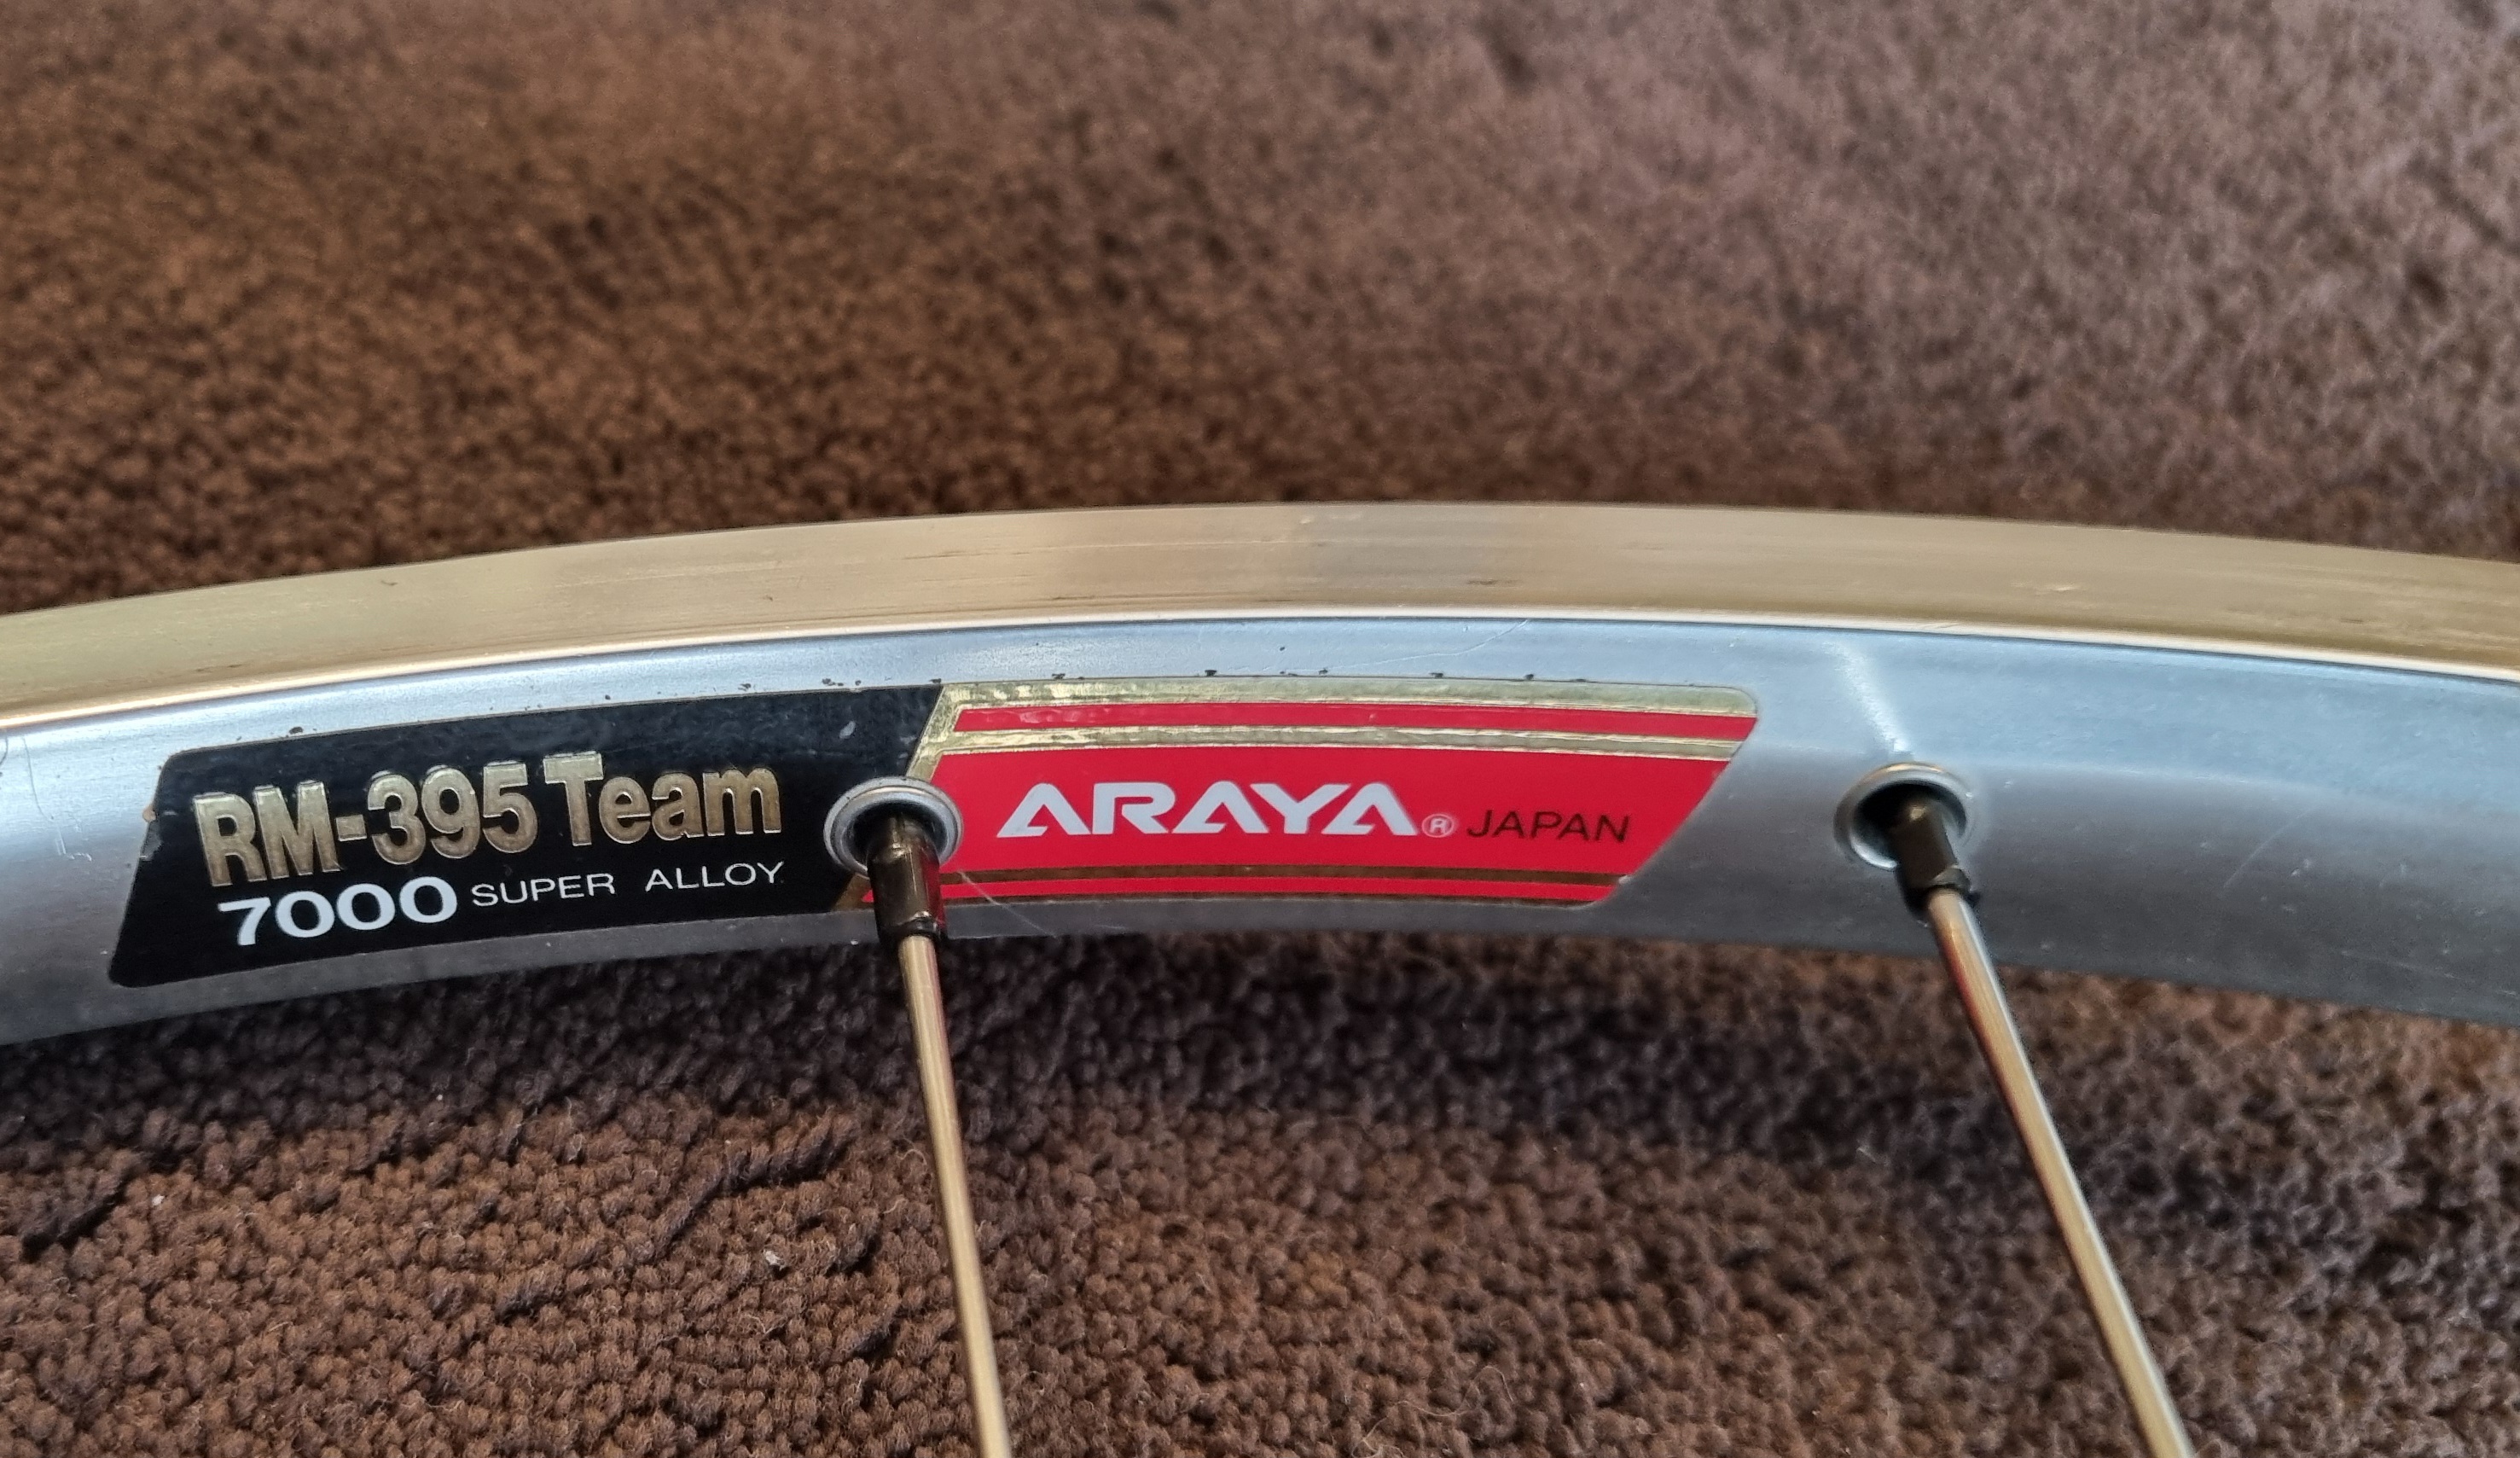 RM-395 Team
7000 SUPER ALLOY
ARAYA® JAPAN